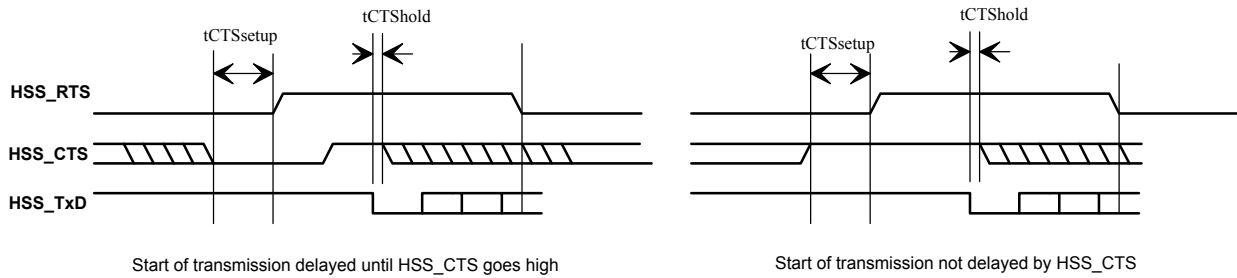 tCTShold
tCTSsetup
HSS_RTS
HSS_CTS
HSS_TxD
Start of transmission delayed until HSS_CTS goes high
tCTShold
tCTSsetup
Start of transmission not delayed by HSS_CTS